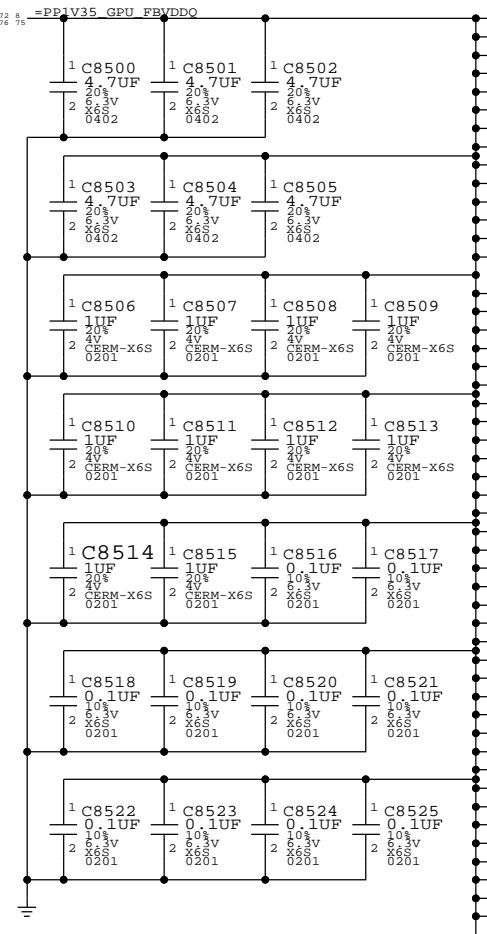 72 8 =PP1V35_GPU_FBVDDQ
76 75
1 C8500 1 C8501 1 C8502
4.7UF 4.7UF 4.7UF
20% 20% 20%
2 6.3V 2 6.3V 2 6.3V
X6S X6S X6S
0402 0402 0402
1 C8503 1 C8504 1 C8505
4.7UF 4.7UF 4.7UF
20% 20% 20%
2 6.3V 2 6.3V 2 6.3V
X6S X6S X6S
0402 0402 0402
1 C8506 1 C8507 1 C8508 1 C8509
1UF 1UF 1UF 1UF
20% 20% 20% 20%
2 4V 2 4V 2 4V 2 4V
CERM-X6S CERM-X6S CERM-X6S CERM-X6S
0201 0201 0201 0201
1 C8510 1 C8511 1 C8512 1 C8513
1UF 1UF 1UF 1UF
20% 20% 20% 20%
2 4V 2 4V 2 4V 2 4V
CERM-X6S CERM-X6S CERM-X6S CERM-X6S
0201 0201 0201 0201
1 C8514 1 C8515 1 C8516 1 C8517
1UF 1UF 0.1UF 0.1UF
20% 20% 10% 10%
2 4V 2 4V 2 6.3V 2 6.3V
CERM-X6S CERM-X6S X6S X6S
0201 0201 0201 0201
1 C8518 1 C8519 1 C8520 1 C8521
0.1UF 0.1UF 0.1UF 0.1UF
10% 10% 10% 10%
2 6.3V 2 6.3V 2 6.3V 2 6.3V
X6S X6S X6S X6S
0201 0201 0201 0201
1 C8522 1 C8523 1 C8524 1 C8525
0.1UF 0.1UF 0.1UF 0.1UF
10% 10% 10% 10%
2 6.3V 2 6.3V 2 6.3V 2 6.3V
X6S X6S X6S X6S
0201 0201 0201 0201